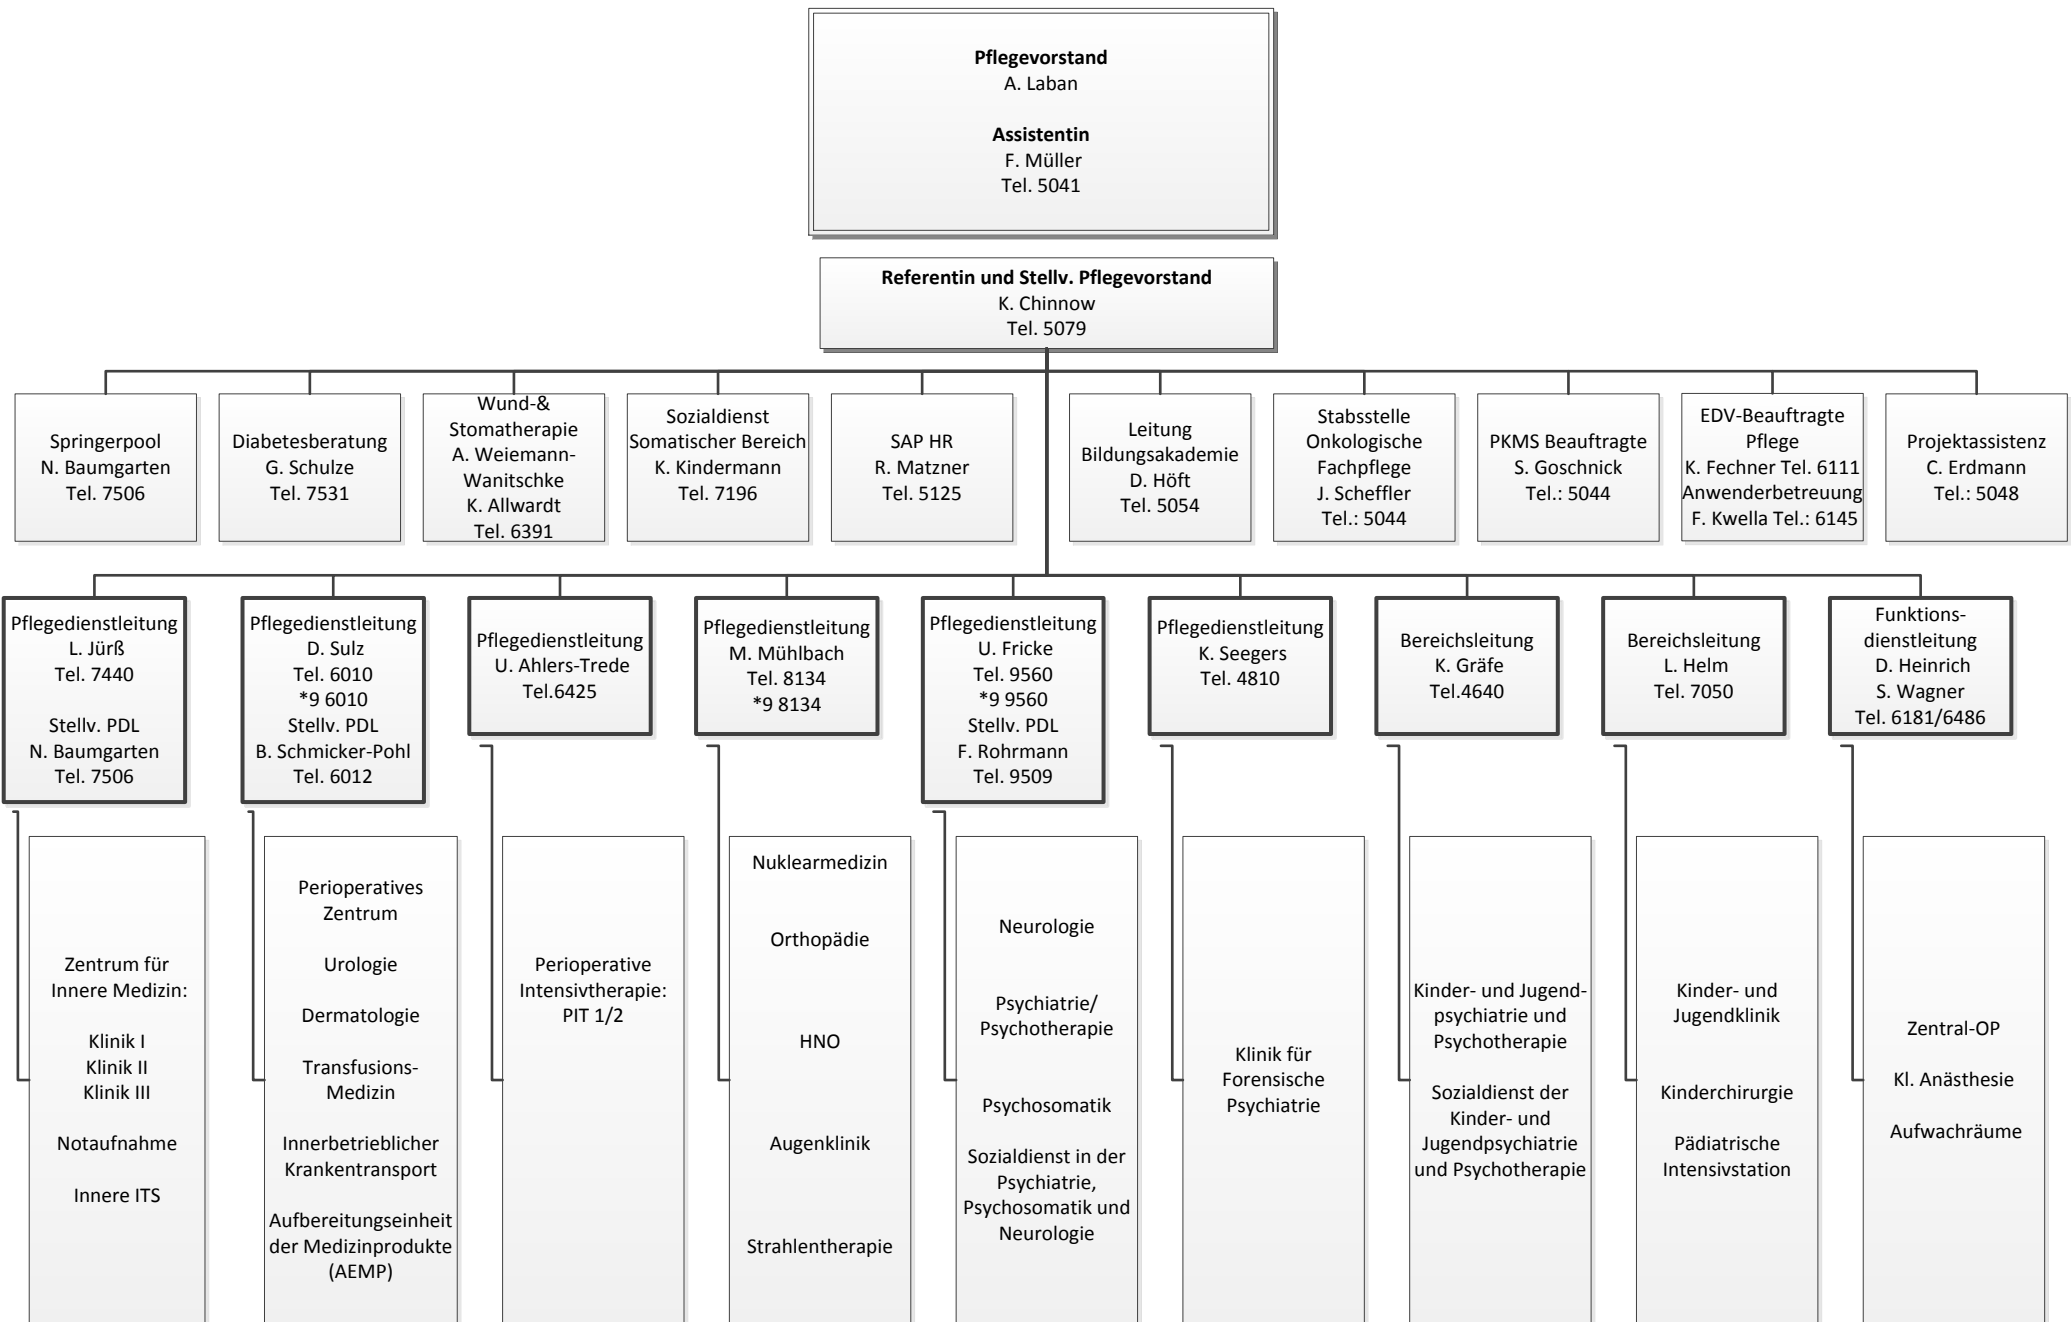 Pflegevorstand
A. Laban
Assistentin
F. Müller
Tel. 5041
Referentin und Stellv. Pflegevorstand
K. Chinnow
Tel. 5079
Springerpool
N. Baumgarten
Tel. 7506
Diabetesberatung
G. Schulze
Tel. 7531
Wund-&
Stomatherapie
A. Weiemann-
Wanitschke
K. Allwardt
Tel. 6391
Sozialdienst
Somatischer Bereich
K. Kindermann
Tel. 7196
SAP HR
R. Matzner
Tel. 5125
Leitung
Bildungsakademie
D. Höft
Tel. 5054
Stabsstelle
Onkologische
Fachpflege
J. Scheffler
Tel.: 5044
PKMS Beauftragte
S. Goschnick
Tel.: 5044
EDV-Beauftragte
Pflege
K. Fechner Tel. 6111
Anwenderbetreuung
F. Kwella Tel.: 6145
Projektassistenz
C. Erdmann
Tel.: 5048
Pflegedienstleitung
L. Jürß
Tel. 7440
Stellv. PDL
N. Baumgarten
Tel. 7506
Pflegedienstleitung
D. Sulz
Tel. 6010
*9 6010
Stellv. PDL
B. Schmicker-Pohl
Tel. 6012
Pflegedienstleitung
U. Ahlers-Trede
Tel.6425
Pflegedienstleitung
M. Mühlbach
Tel. 8134
*9 8134
Pflegedienstleitung
U. Fricke
Tel. 9560
*9 9560
Stellv. PDL
F. Rohrmann
Tel. 9509
Pflegedienstleitung
K. Seegers
Tel. 4810
Bereichsleitung
K. Gräfe
Tel.4640
Bereichsleitung
L. Helm
Tel. 7050
Funktions-
dienstleitung
D. Heinrich
S. Wagner
Tel. 6181/6486
Zentrum für
Innere Medizin:
Klinik I
Klinik II
Klinik III
Notaufnahme
Innere ITS
Perioperatives
Zentrum
Urologie
Dermatologie
Transfusions-
Medizin
Innerbetrieblicher
Krankentransport
Aufbereitungseinheit
der Medizinprodukte
(AEMP)
Perioperative
Intensivtherapie:
PIT 1/2
Nuklearmedizin
Orthopädie
HNO
Augenklinik
Strahlentherapie
Neurologie
Psychiatrie/
Psychotherapie
Psychosomatik
Sozialdienst in der
Psychiatrie,
Psychosomatik und
Neurologie
Klinik für
Forensische
Psychiatrie
Kinder- und Jugend-
psychiatrie und
Psychotherapie
Sozialdienst der
Kinder- und
Jugendpsychiatrie
und Psychotherapie
Kinder- und
Jugendklinik
Kinderchirurgie
Pädiatrische
Intensivstation
Zentral-OP
Kl. Anästhesie
Aufwachräume